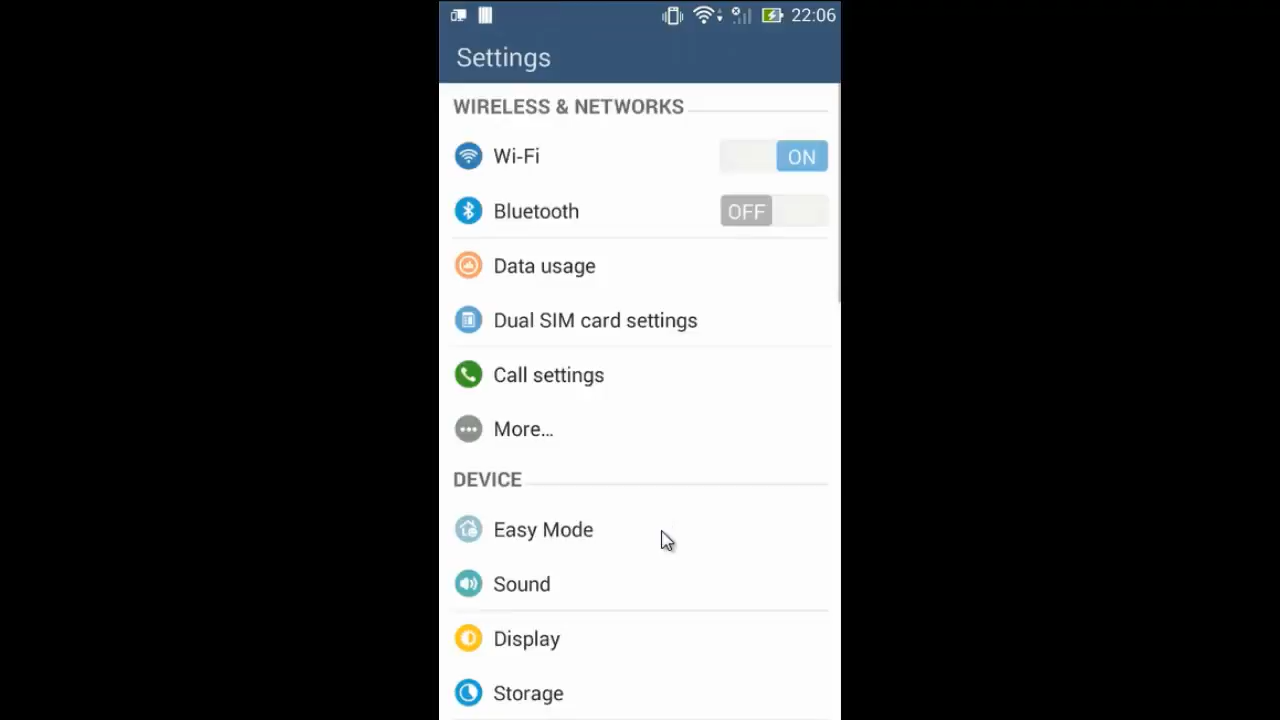 22:06
Settings
WIRELESS & NETWORKS
Wi-Fi
ON
Bluetooth
OFF
Data usage
Dual SIM card settings
Call settings
More...
DEVICE
Easy Mode
Sound
Display
Storage